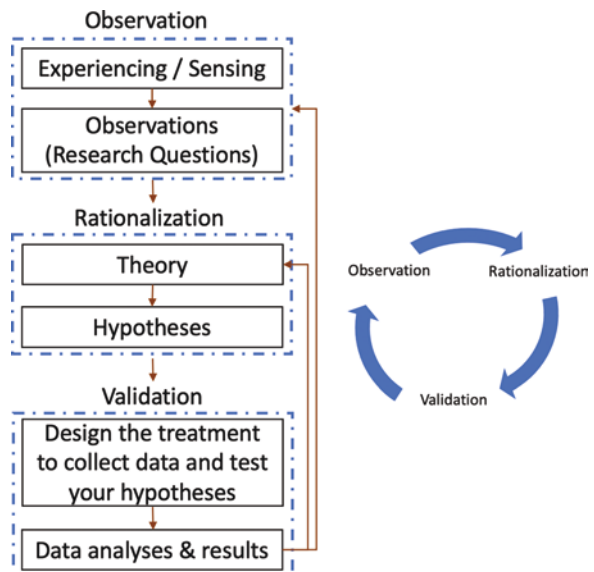 Observation
Experiencing / Sensing
Observations
(Research Questions)
Rationalization
Theory
Hypotheses
Validation
Design the treatment
to collect data and test
your hypotheses
Data analyses & results
Observation
Rationalization
Validation